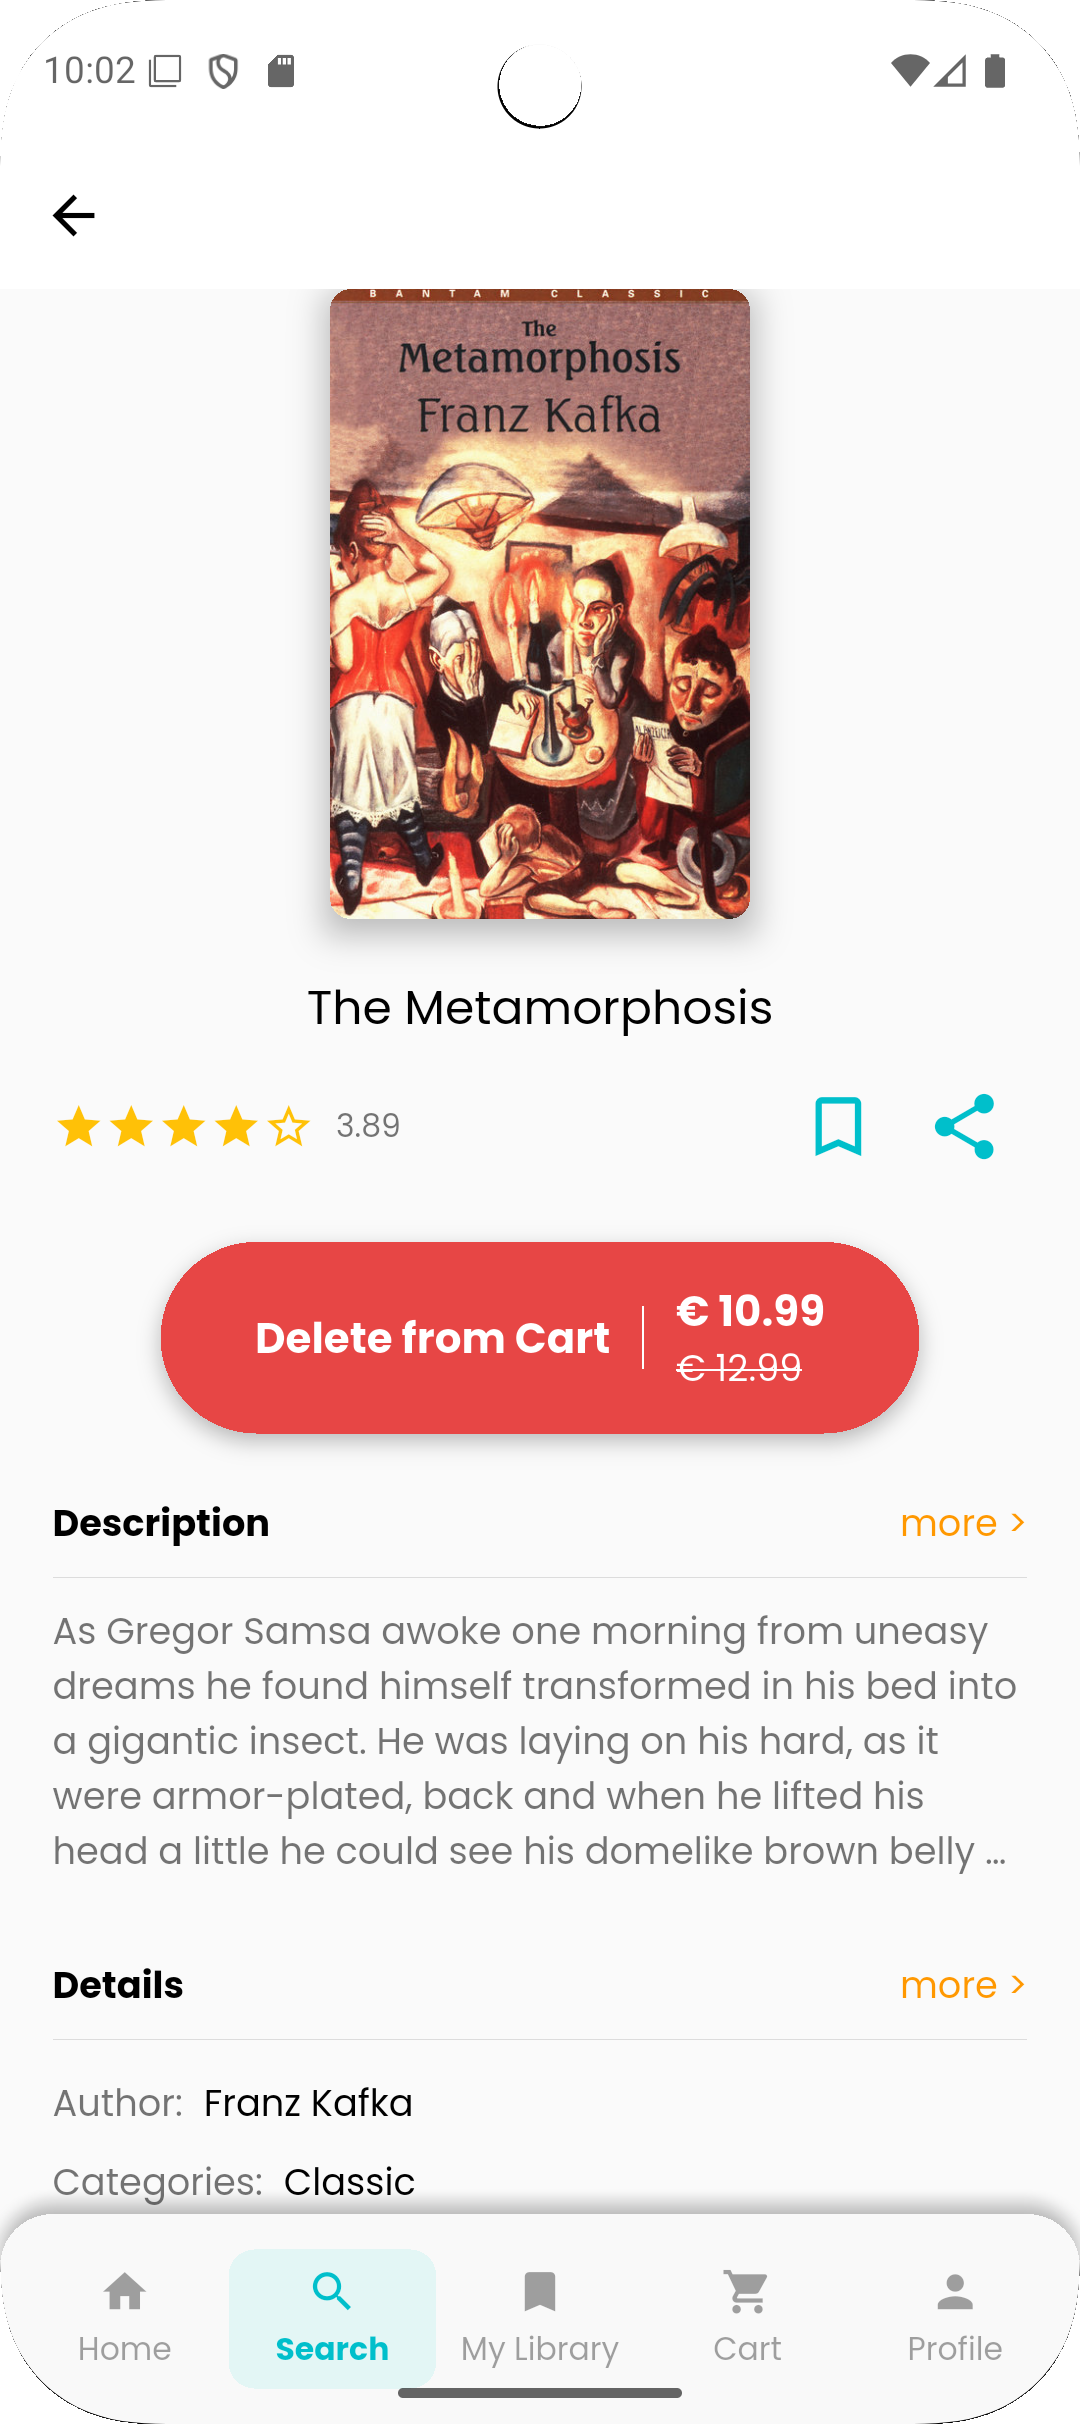 10:02
BANTAM CLASSIC
The
Metamorphosis
Franz Kafka
The Metamorphosis
3.89
Delete from Cart
€ 10.99
€ 12.99
Description
more >
As Gregor Samsa awoke one morning from uneasy
dreams he found himself transformed in his bed into
a gigantic insect. He was laying on his hard, as it
were armor-plated, back and when he lifted his
head a little he could see his domelike brown belly ...
Details
more >
Author: Franz Kafka
Categories: Classic
Home
Search
My Library
Cart
Profile